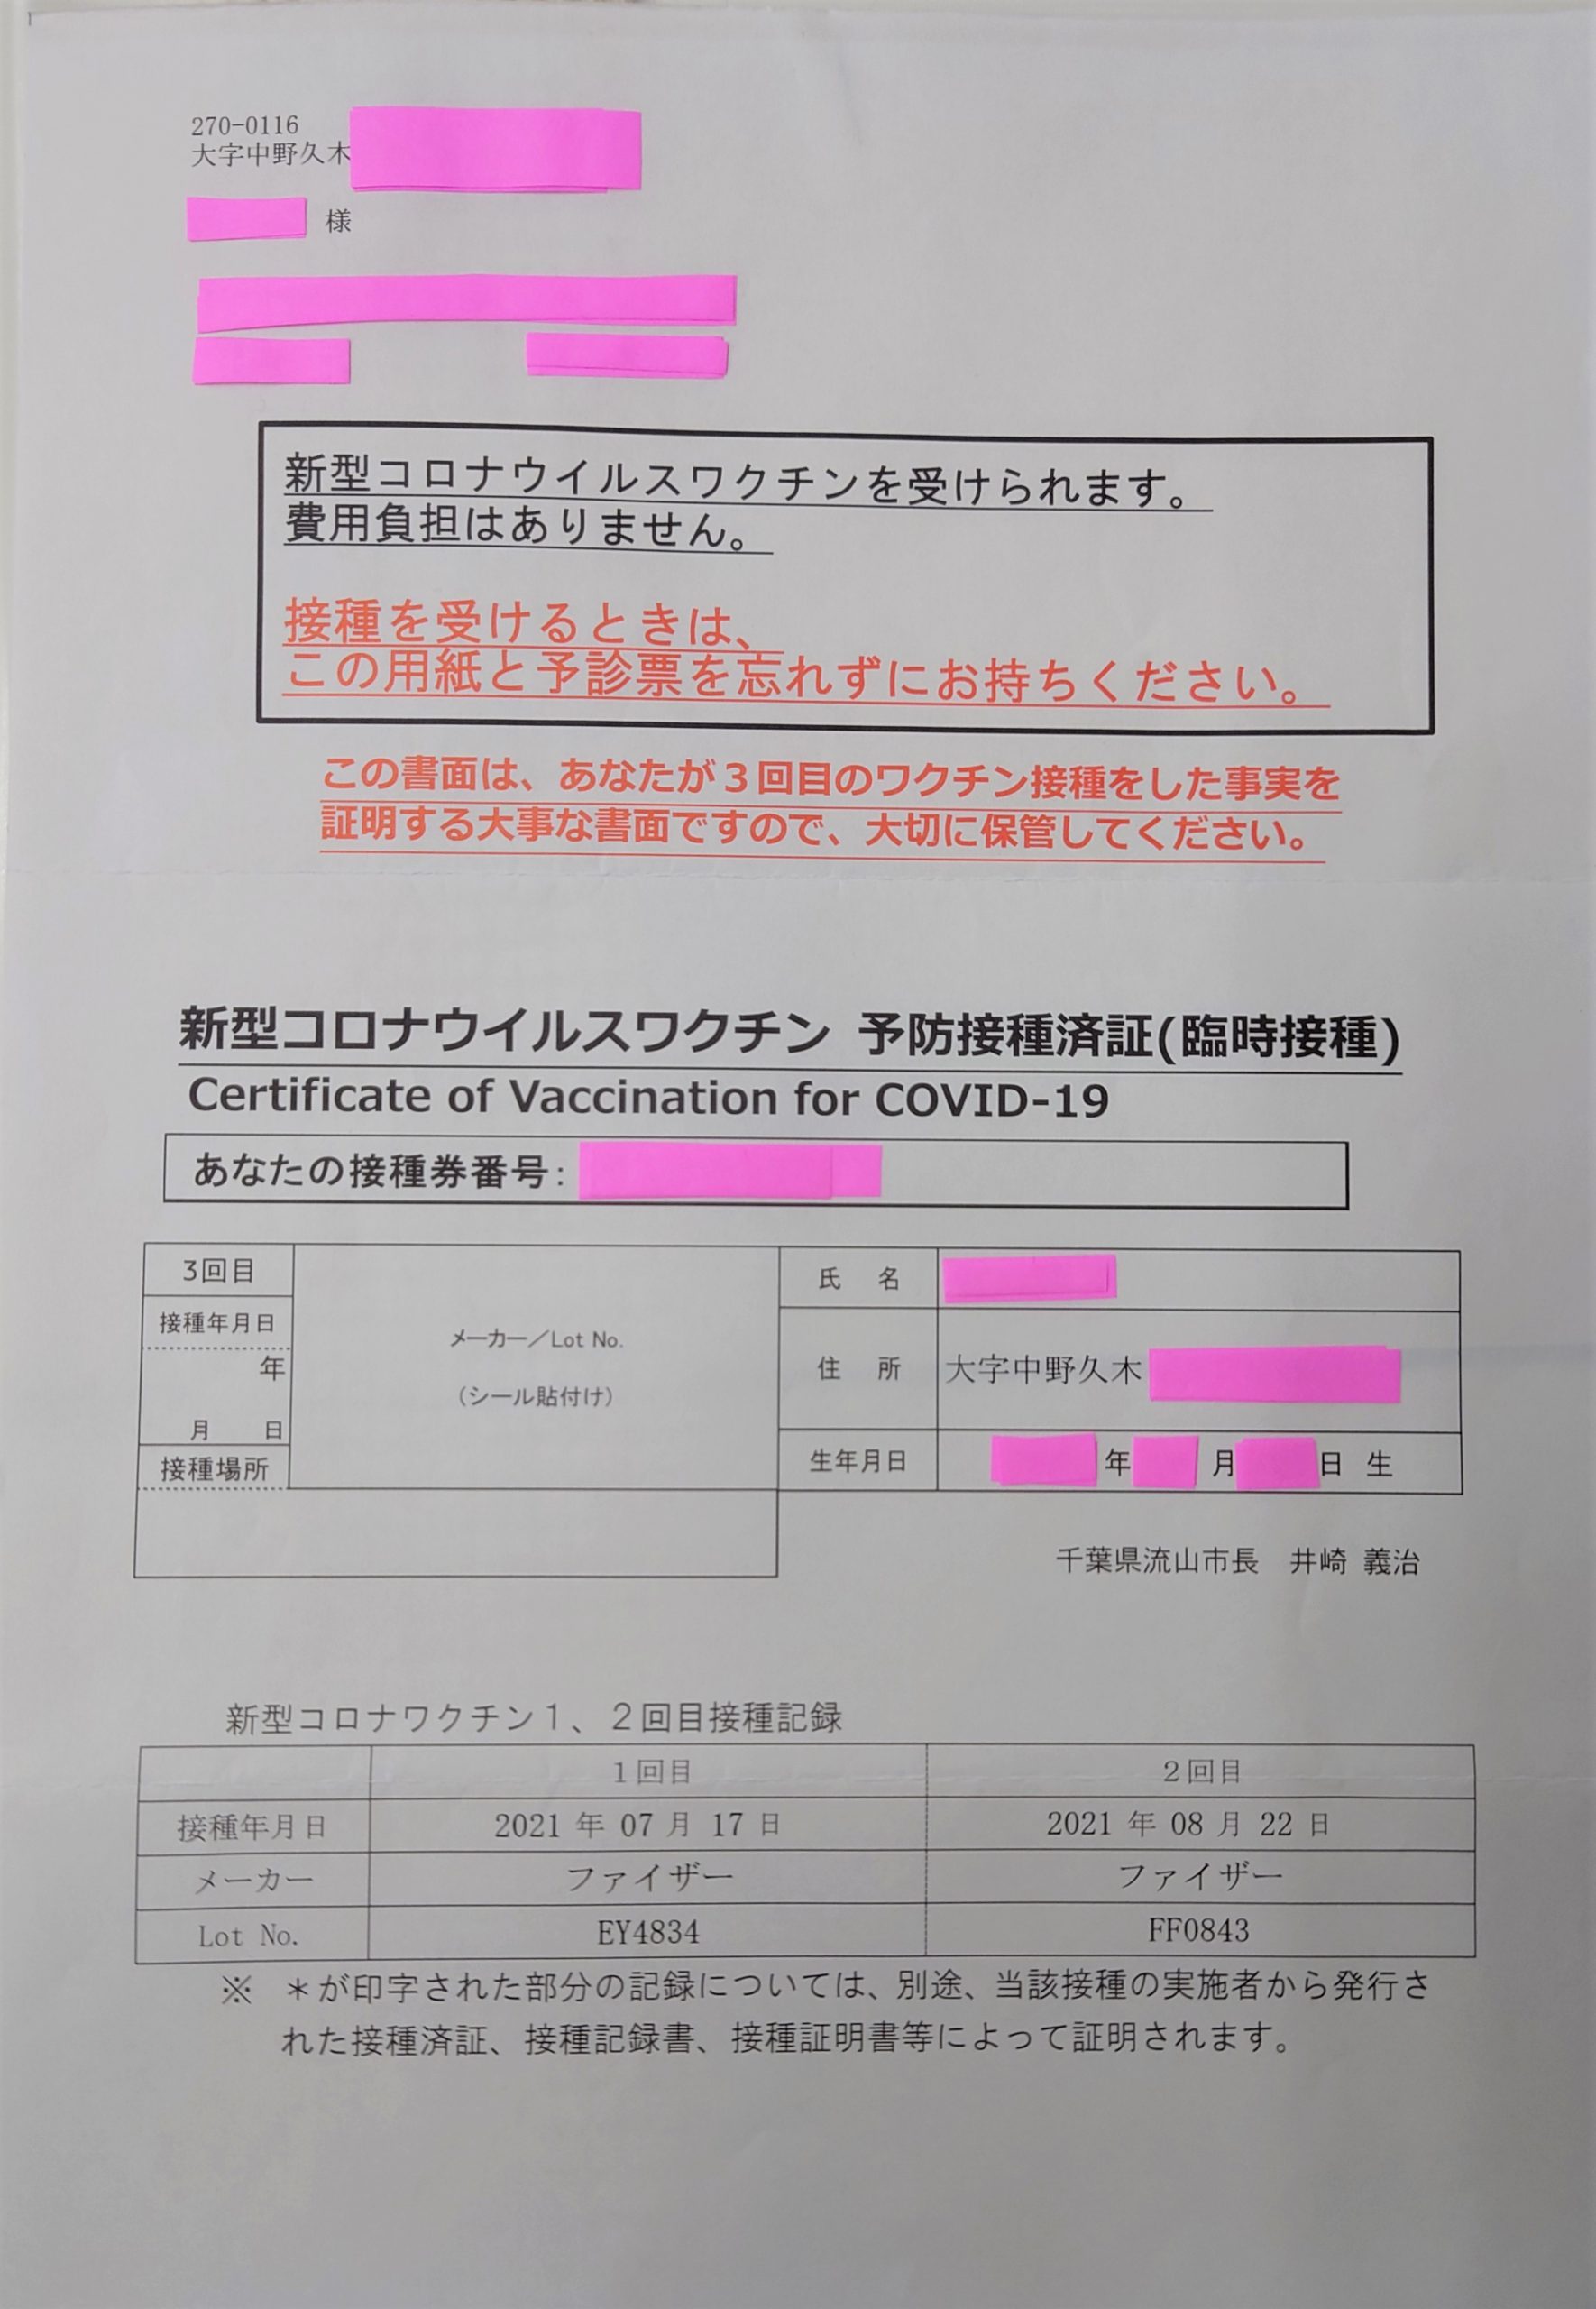 270-0116
大字中野久木
様
新型コロナウイルスワクチンを受けられます。
費用負担はありません。
接種を受けるときは、
この用紙と予診票を忘れずにお持ちください。
この書面は、あなたが３回目のワクチン接種をした事実を
証明する大事な書面ですので、大切に保管してください。
新型コロナウイルスワクチン 予防接種済証(臨時接種)
Certificate of Vaccination for COVID-19
あなたの接種券番号:
3回目
接種年月日
年
月 日
接種場所
メーカー／Lot No.
（シール貼付け）
氏 名
住 所 大字中野久木
生年月日 年 月 日 生
千葉県流山市長 井崎 義治
新型コロナワクチン１、２回目接種記録
１回目 ２回目
接種年月日 2021 年 07 月 17 日 2021 年 08 月 22 日
メーカー ファイザー ファイザー
Lot No. EY4834 FF0843
※ ＊が印字された部分の記録については、別途、当該接種の実施者から発行さ
れた接種済証、接種記録書、接種証明書等によって証明されます。